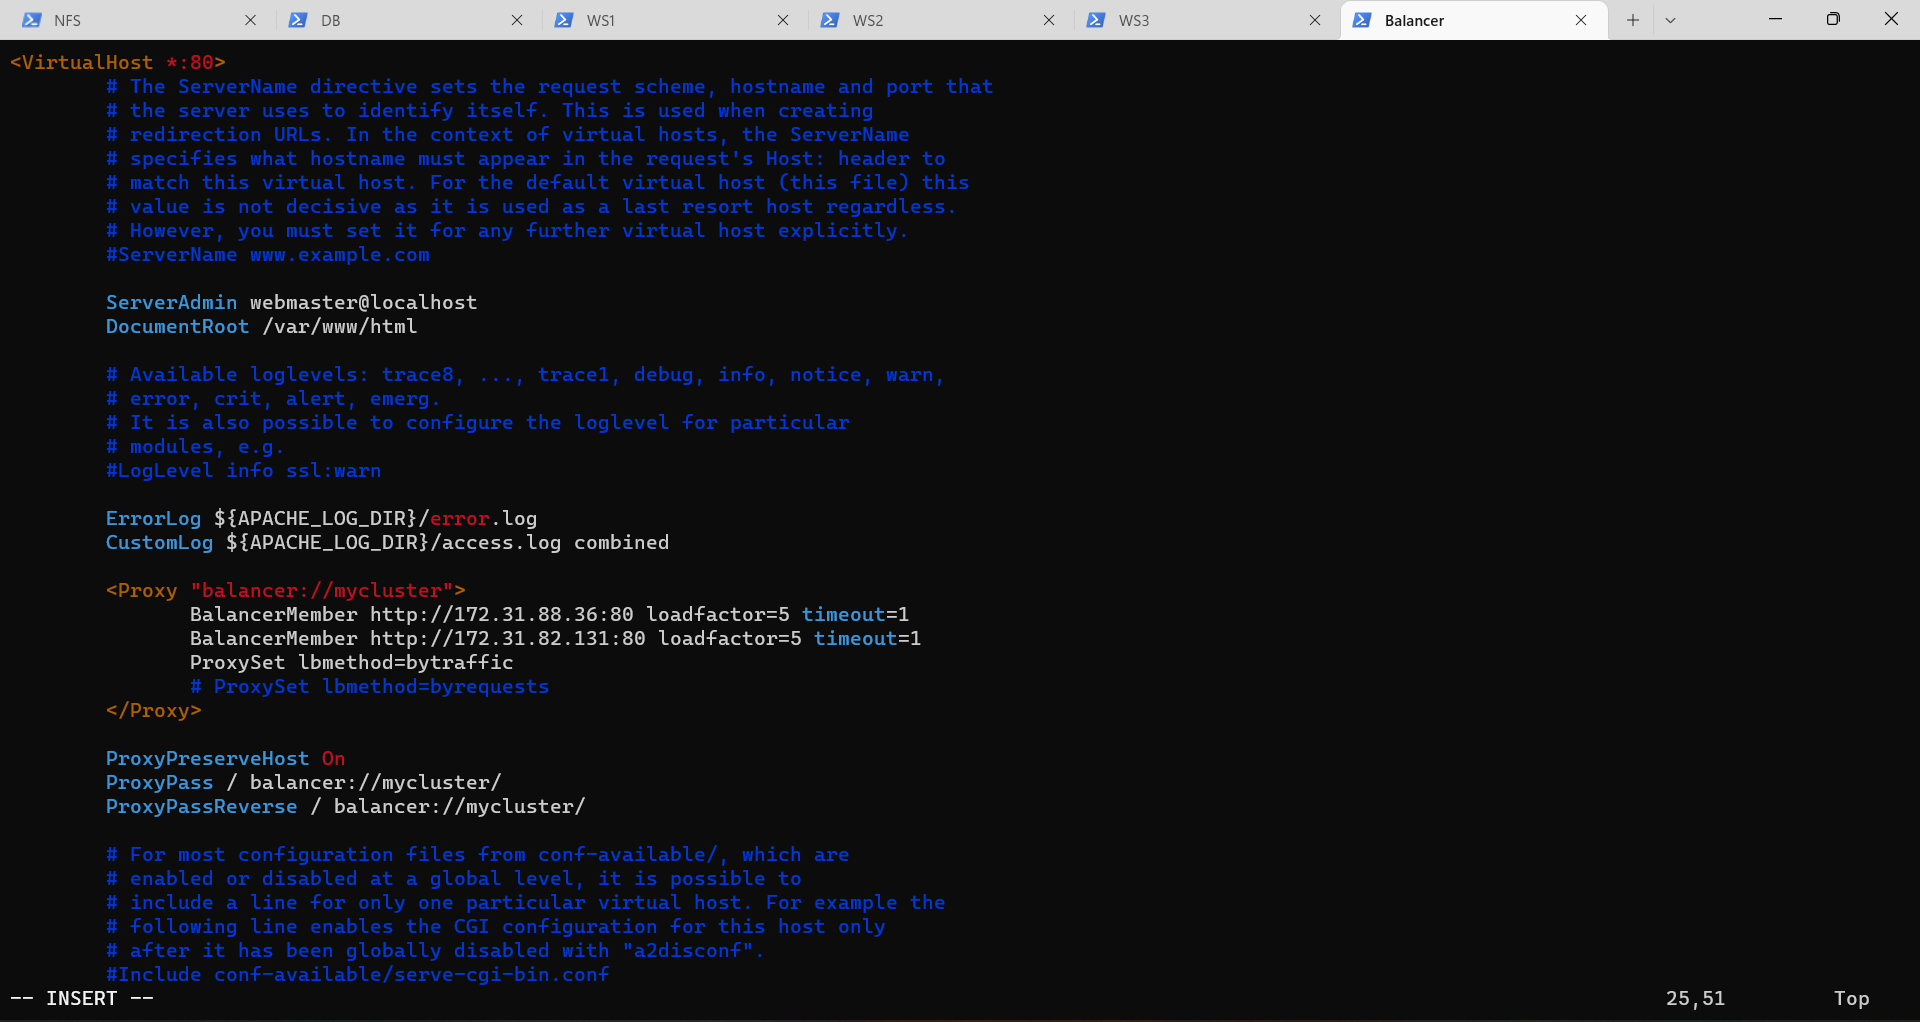 NFS DB WS1 WS2 WS3 Balancer
<VirtualHost *:80>
        # The ServerName directive sets the request scheme, hostname and port that
        # the server uses to identify itself. This is used when creating
        # redirection URLs. In the context of virtual hosts, the ServerName
        # specifies what hostname must appear in the request's Host: header to
        # match this virtual host. For the default virtual host (this file) this
        # value is not decisive as it is used as a last resort host regardless.
        # However, you must set it for any further virtual host explicitly.
        #ServerName www.example.com
        ServerAdmin webmaster@localhost
        DocumentRoot /var/www/html
        # Available loglevels: trace8, ..., trace1, debug, info, notice, warn,
        # error, crit, alert, emerg.
        # It is also possible to configure the loglevel for particular
        # modules, e.g.
        #LogLevel info ssl:warn
        ErrorLog ${APACHE_LOG_DIR}/error.log
        CustomLog ${APACHE_LOG_DIR}/access.log combined
        <Proxy "balancer://mycluster">
               BalancerMember http://172.31.88.36:80 loadfactor=5 timeout=1
               BalancerMember http://172.31.82.131:80 loadfactor=5 timeout=1
               ProxySet lbmethod=bytraffic
               # ProxySet lbmethod=byrequests
        </Proxy>
        ProxyPreserveHost On
        ProxyPass / balancer://mycluster/
        ProxyPassReverse / balancer://mycluster/
        # For most configuration files from conf-available/, which are
        # enabled or disabled at a global level, it is possible to
        # include a line for only one particular virtual host. For example the
        # following line enables the CGI configuration for this host only
        # after it has been globally disabled with "a2disconf".
        #Include conf-available/serve-cgi-bin.conf
-- INSERT -- 25,51 Top